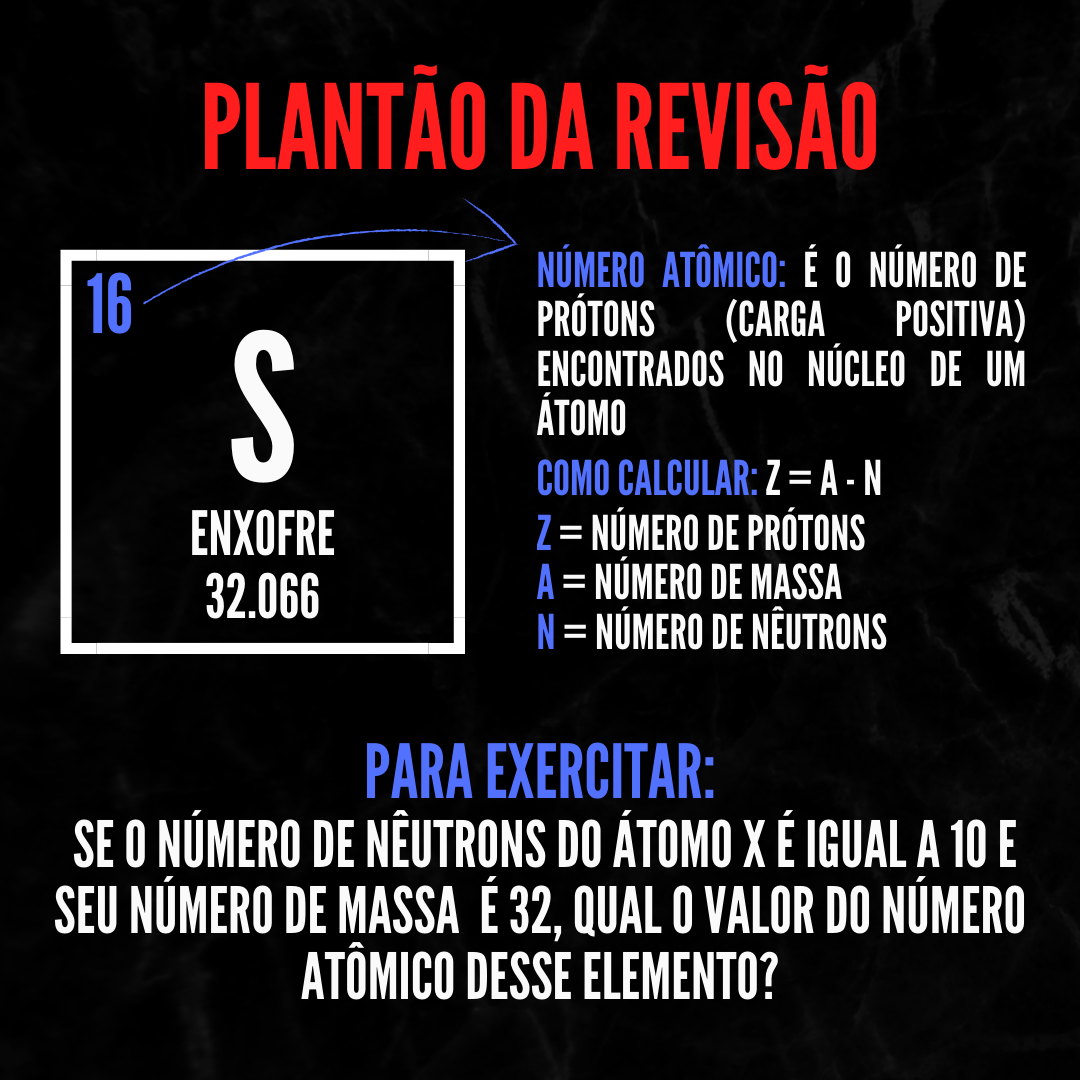 PLANTÃO DA REVISÃO
16
S
ENXOFRE
32.066
NÚMERO ATÔMICO: É O NÚMERO DE
PRÓTONS (CARGA POSITIVA)
ENCONTRADOS NO NÚCLEO DE UM
ÁTOMO
COMO CALCULAR: Z = A - N
Z = NÚMERO DE PRÓTONS
A = NÚMERO DE MASSA
N = NÚMERO DE NÊUTRONS
PARA EXERCITAR:
SE O NÚMERO DE NÊUTRONS DO ÁTOMO X É IGUAL A 10 E
SEU NÚMERO DE MASSA É 32, QUAL O VALOR DO NÚMERO
ATÔMICO DESSE ELEMENTO?